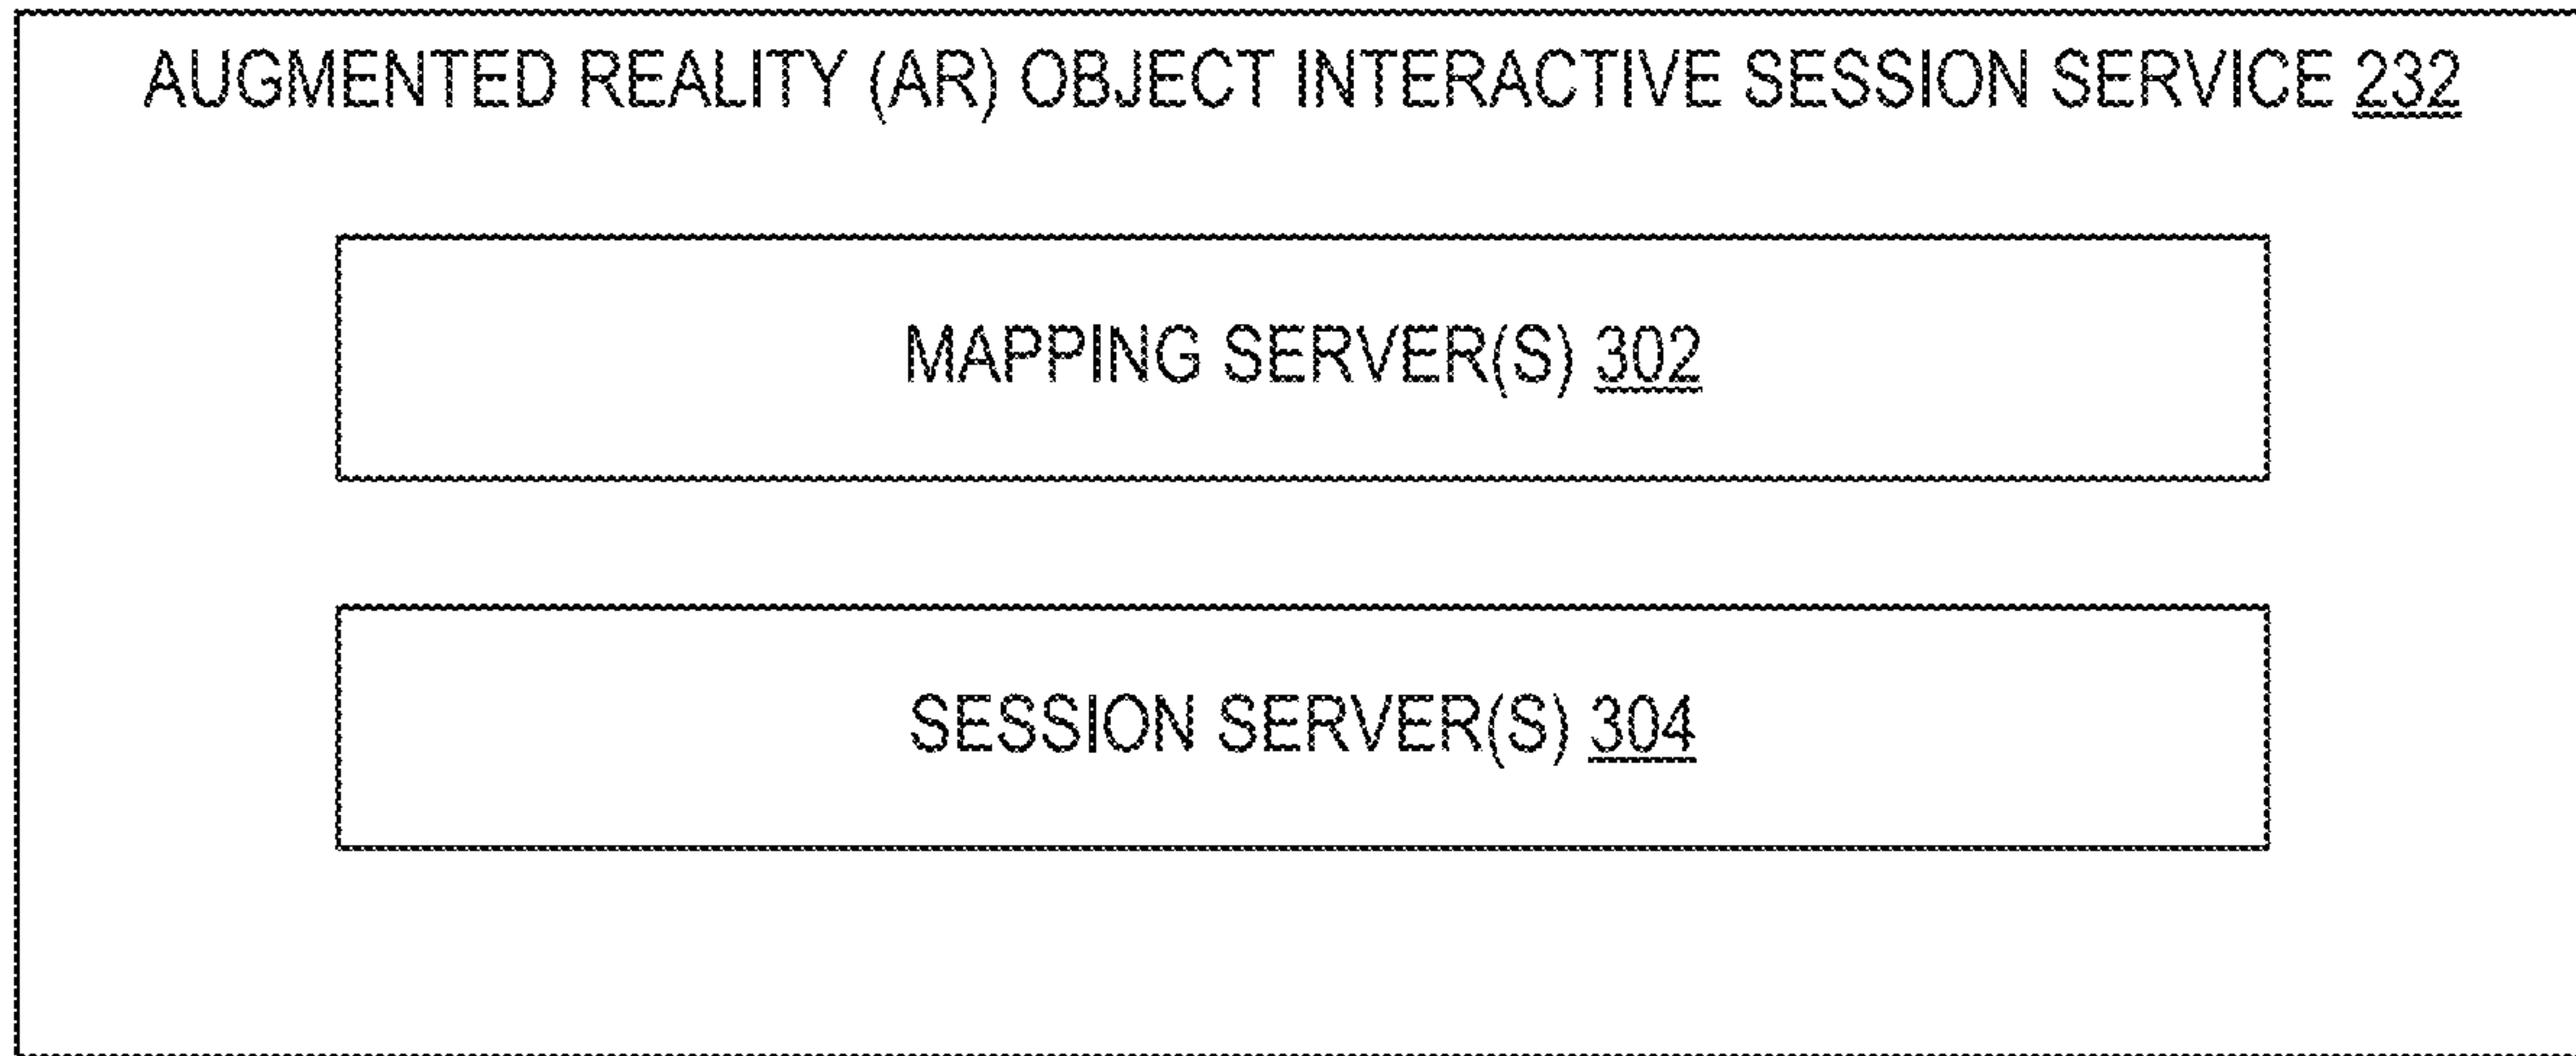 AUGMENTED REALITY (AR) OBJECT INTERACTIVE SESSION SERVICE 232
MAPPING SERVER(S) 302
SESSION SERVER(S) 304